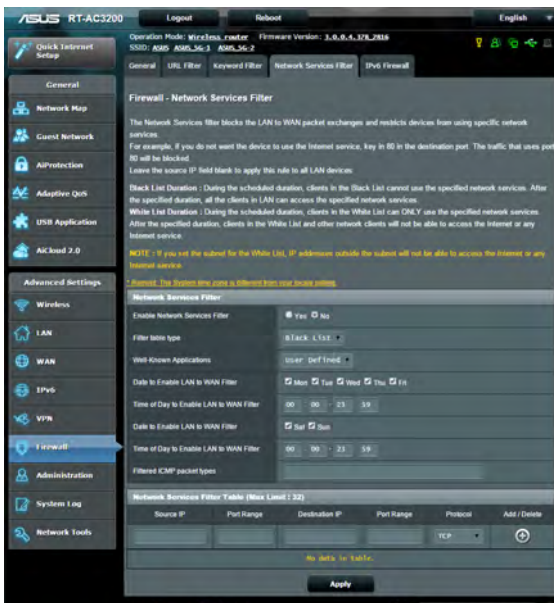 ASUS RT-AC3200
Logout
Reboot
English
Operation Mode: Wireless router Firmware Version: 3.0.0.4.378_2816
SSID: ASUS ASUS_5G-1 ASUS_5G-2
General
URL Filter
Keyword Filter
Network Services Filter
IPv6 Firewall
Quick Internet
Setup
General
Network Map
Guest Network
AiProtection
Adaptive QoS
USB Application
AiCloud 2.0
Advanced Settings
Wireless
LAN
WAN
IPv6
VPN
Firewall
Administration
System Log
Network Tools
Firewall - Network Services Filter
The Network Services filter blocks the LAN to WAN packet exchanges and restricts devices from using specific network
services.
For example, if you do not want the device to use the Internet service, key in 80 in the destination port. The traffic that uses port
80 will be blocked.
Leave the source IP field blank to apply this rule to all LAN devices.
Black List Duration : During the scheduled duration, clients in the Black List cannot use the specified network services. After
the specified duration, all the clients in LAN can access the specified network services.
White List Duration : During the scheduled duration, clients in the White List can ONLY use the specified network services.
After the specified duration, clients in the White List and other network clients will not be able to access the Internet or any
Internet service.
NOTE : If you set the subnet for the White List, IP addresses outside the subnet will not be able to access the Internet or any
Internet service.
* Remind: The System time zone is different from your locale setting.
Network Services Filter
Enable Network Services Filter
Yes No
Filter table type
Black List
Well-Known Applications
User Defined
Date to Enable LAN to WAN Filter
Mon Tue Wed Thu Fri
Time of Day to Enable LAN to WAN Filter
00 : 00 - 23 : 59
Date to Enable LAN to WAN Filter
Sat Sun
Time of Day to Enable LAN to WAN Filter
00 : 00 - 23 : 59
Filtered ICMP packet types
Network Services Filter Table (Max Limit : 32)
Source IP
Port Range
Destination IP
Port Range
Protocol
Add / Delete
TCP
No data in table.
Apply